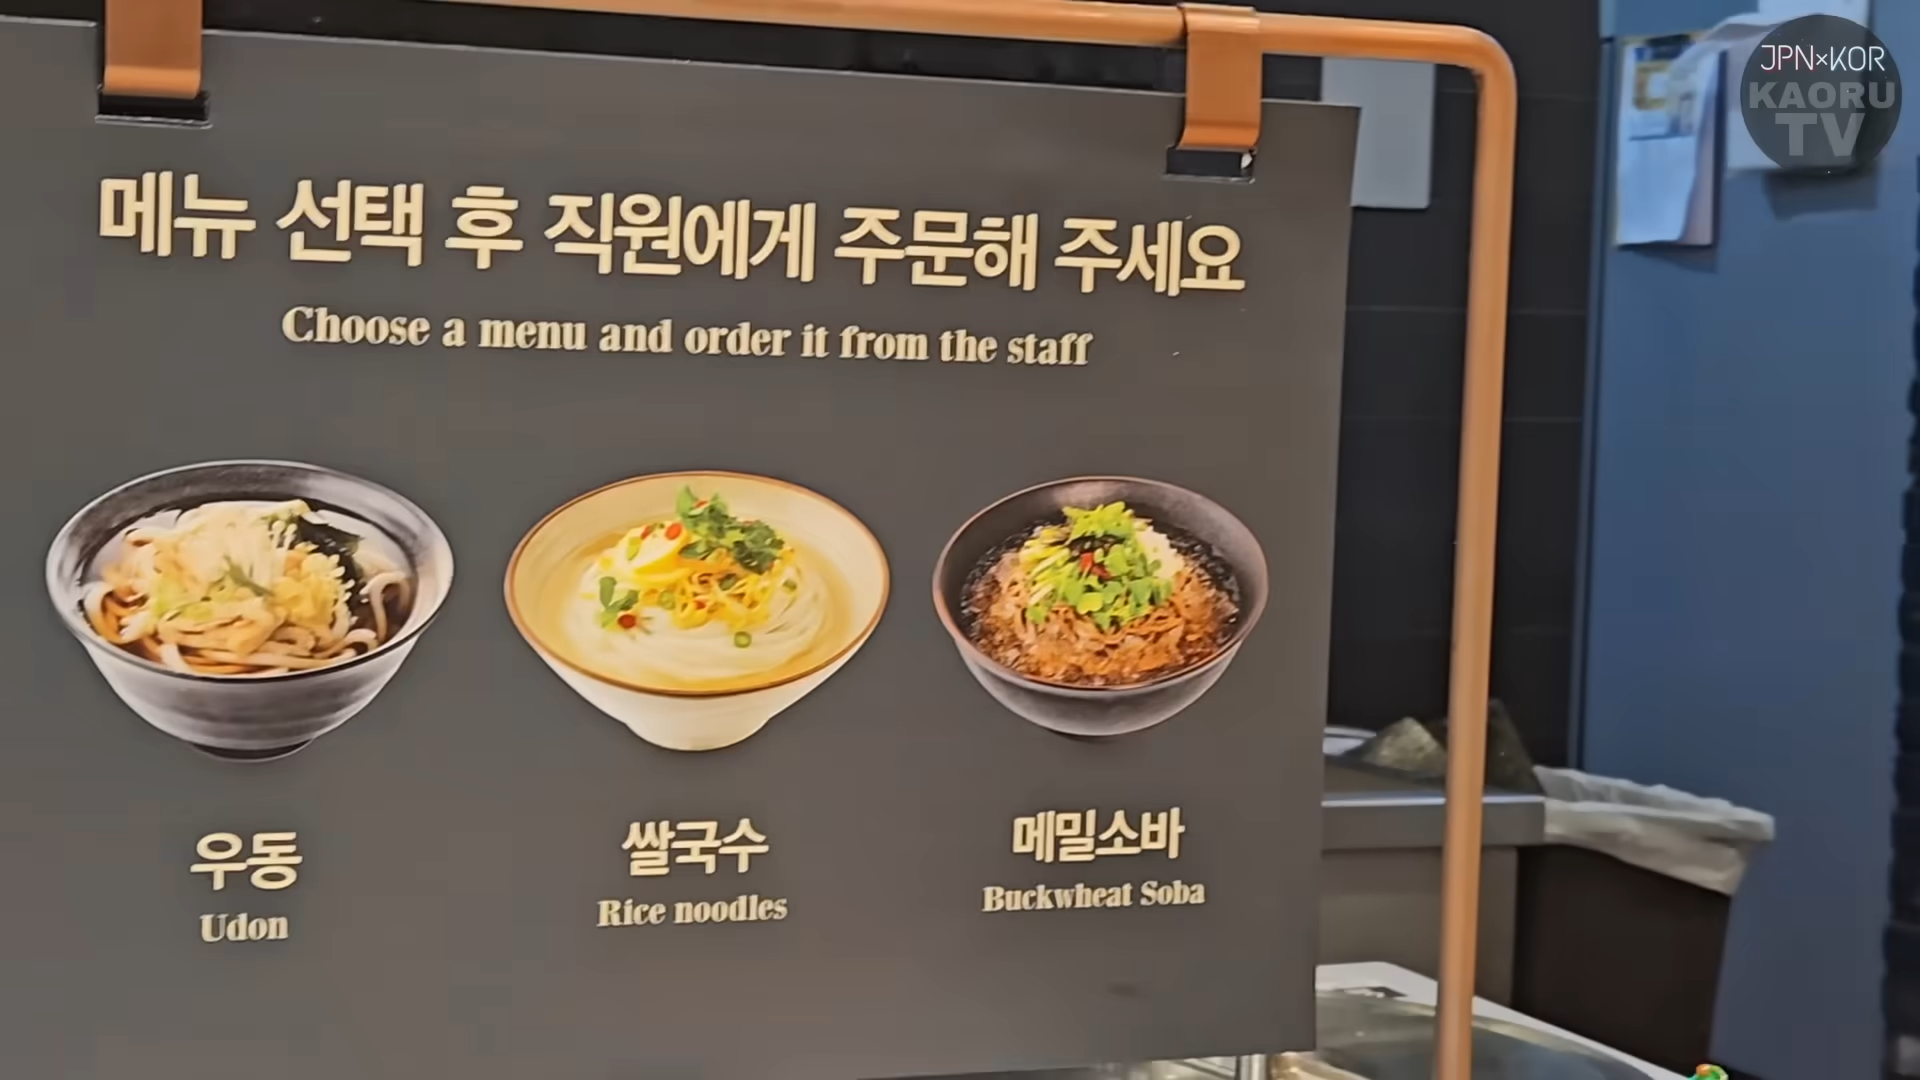 JPN×KOR
KAORU
TV
메뉴 선택 후 직원에게 주문해 주세요
Choose a menu and order it from the staff
우동
Udon
쌀국수
Rice noodles
메밀소바
Buckwheat Soba